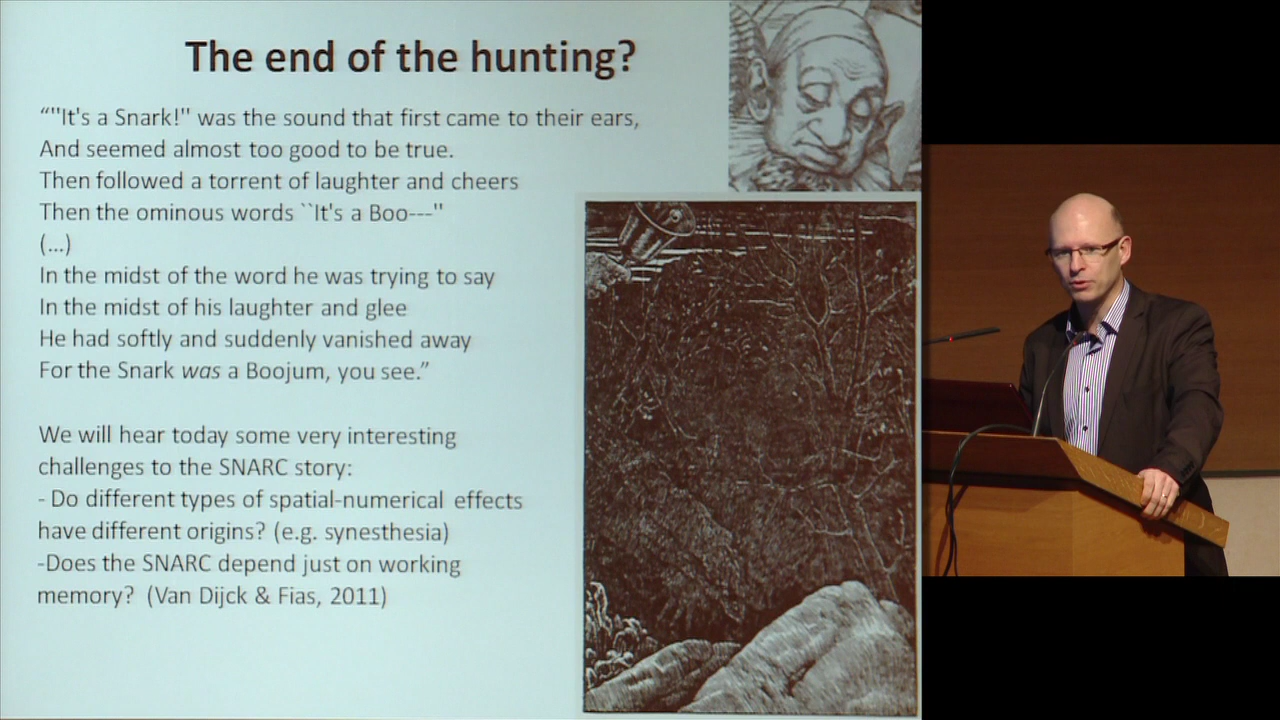 The end of the hunting?
“"It's a Snark!" was the sound that first came to their ears,
And seemed almost too good to be true.
Then followed a torrent of laughter and cheers
Then the ominous words ``It's a Boo---"
(...)
In the midst of the word he was trying to say
In the midst of his laughter and glee
He had softly and suddenly vanished away
For the Snark was a Boojum, you see.”
We will hear today some very interesting
challenges to the SNARC story:
- Do different types of spatial-numerical effects
have different origins? (e.g. synesthesia)
-Does the SNARC depend just on working
memory? (Van Dijck & Fias, 2011)